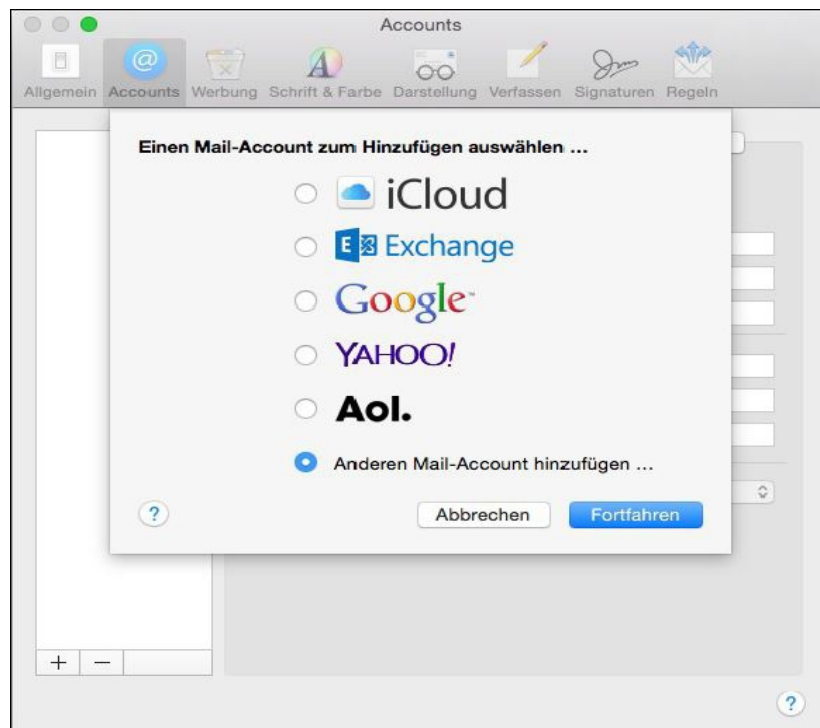 Accounts
Allgemein Accounts Werbung Schrift & Farbe Darstellung Verfassen Signaturen Regeln
Einen Mail-Account zum Hinzufügen auswählen ...
iCloud
E Exchange
Google™
YAHOO!
Aol.
Anderen Mail-Account hinzufügen ...
? Abbrechen Fortfahren
+ −
?